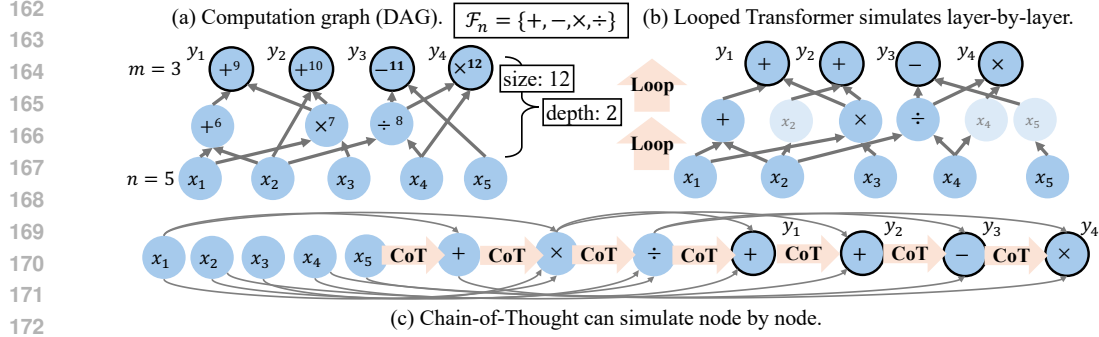 162
163
164
165
166
167
168
169
170
171
172
(a) Computation graph (DAG).
ℱₙ = {+, −, ×, ÷}
(b) Looped Transformer simulates layer-by-layer.
y₁ y₂ y₃ y₄
m = 3 +⁹ +¹⁰ −¹¹ ×¹²
size: 12
depth: 2
+⁶ ×⁷ ÷⁸
n = 5 x₁ x₂ x₃ x₄ x₅
Loop
Loop
y₁ y₂ y₃ y₄
+ + − ×
+ x₂ × ÷ x₄ x₅
x₁ x₂ x₃ x₄ x₅
y₁ y₂ y₃ y₄
x₁ x₂ x₃ x₄ x₅ CoT + CoT × CoT ÷ CoT + CoT + CoT − CoT ×
(c) Chain-of-Thought can simulate node by node.